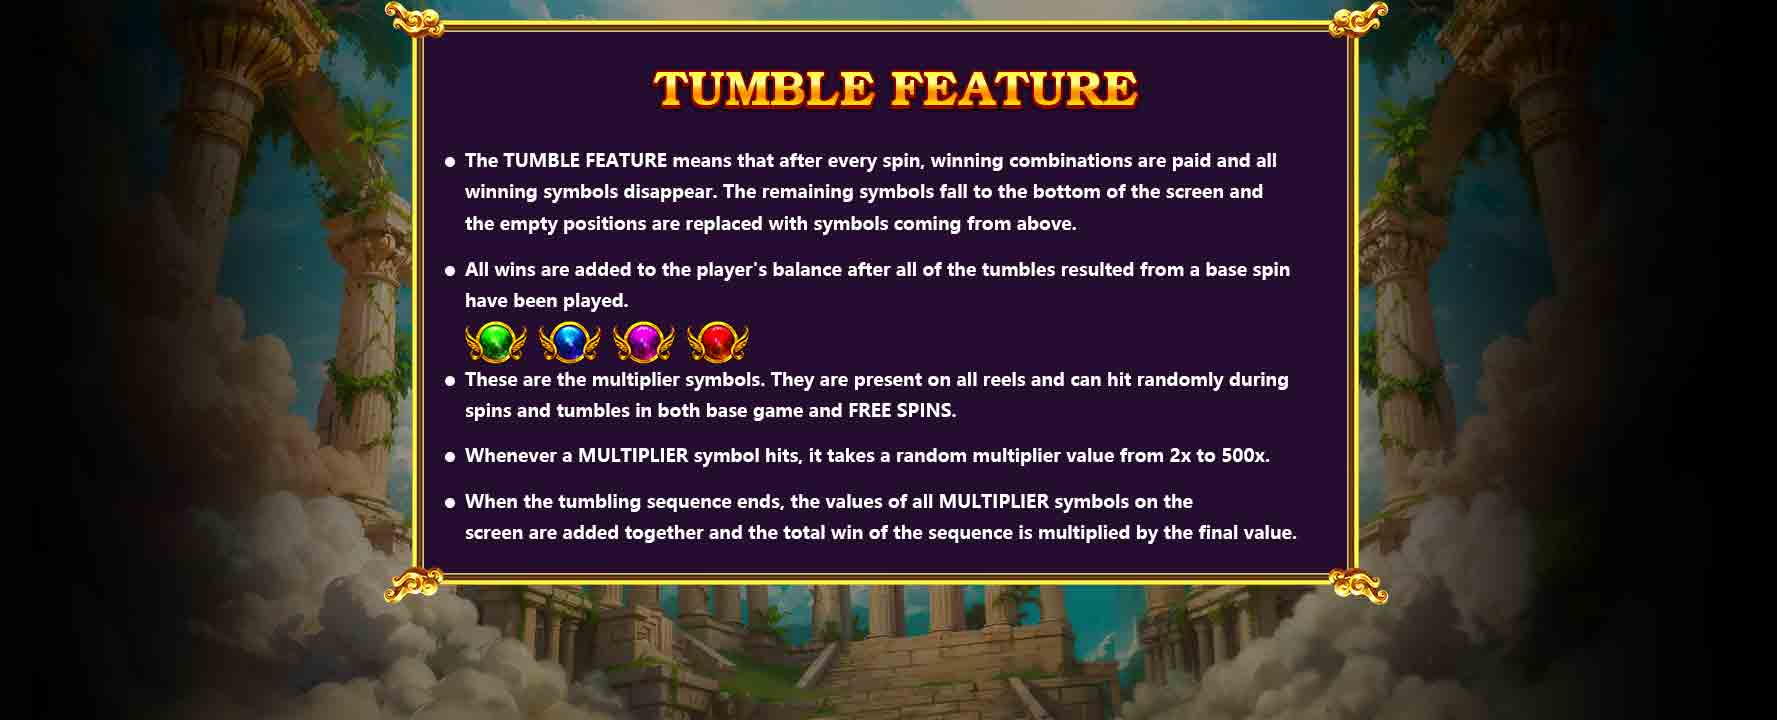 TUMBLE FEATURE
● The TUMBLE FEATURE means that after every spin, winning combinations are paid and all
winning symbols disappear. The remaining symbols fall to the bottom of the screen and
the empty positions are replaced with symbols coming from above.
● All wins are added to the player's balance after all of the tumbles resulted from a base spin
have been played.
● These are the multiplier symbols. They are present on all reels and can hit randomly during
spins and tumbles in both base game and FREE SPINS.
● Whenever a MULTIPLIER symbol hits, it takes a random multiplier value from 2x to 500x.
● When the tumbling sequence ends, the values of all MULTIPLIER symbols on the
screen are added together and the total win of the sequence is multiplied by the final value.